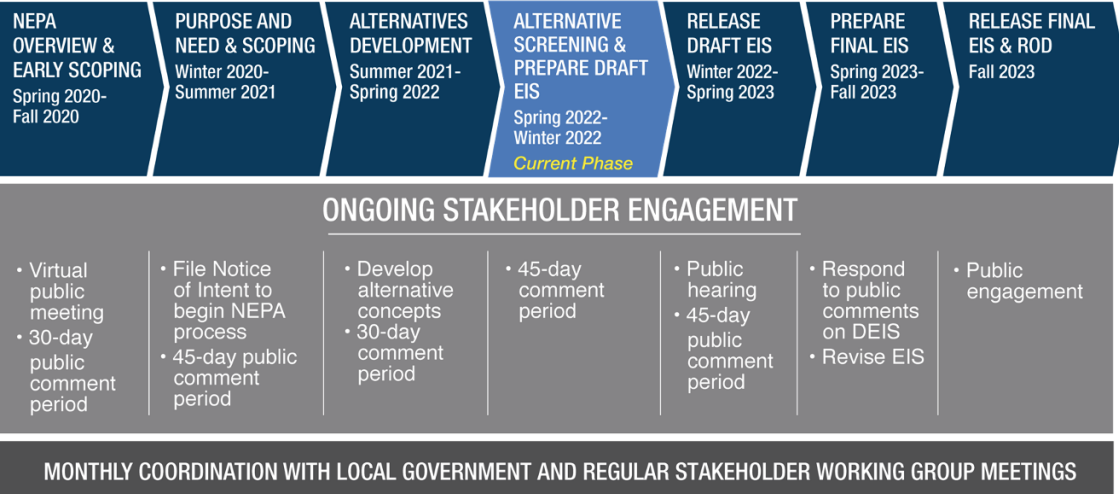 NEPA
OVERVIEW &
EARLY SCOPING
Spring 2020-
Fall 2020
PURPOSE AND
NEED & SCOPING
Winter 2020-
Summer 2021
ALTERNATIVES
DEVELOPMENT
Summer 2021-
Spring 2022
ALTERNATIVE
SCREENING &
PREPARE DRAFT
EIS
Spring 2022-
Winter 2022
Current Phase
RELEASE
DRAFT EIS
Winter 2022-
Spring 2023
PREPARE
FINAL EIS
Spring 2023-
Fall 2023
RELEASE FINAL
EIS & ROD
Fall 2023
ONGOING STAKEHOLDER ENGAGEMENT
• Virtual
public
meeting
• 30-day
public
comment
period
• File Notice
of Intent to
begin NEPA
process
• 45-day public
comment
period
• Develop
alternative
concepts
• 30-day
comment
period
• 45-day
comment
period
• Public
hearing
• 45-day
public
comment
period
• Respond
to public
comments
on DEIS
• Revise EIS
• Public
engagement
MONTHLY COORDINATION WITH LOCAL GOVERNMENT AND REGULAR STAKEHOLDER WORKING GROUP MEETINGS